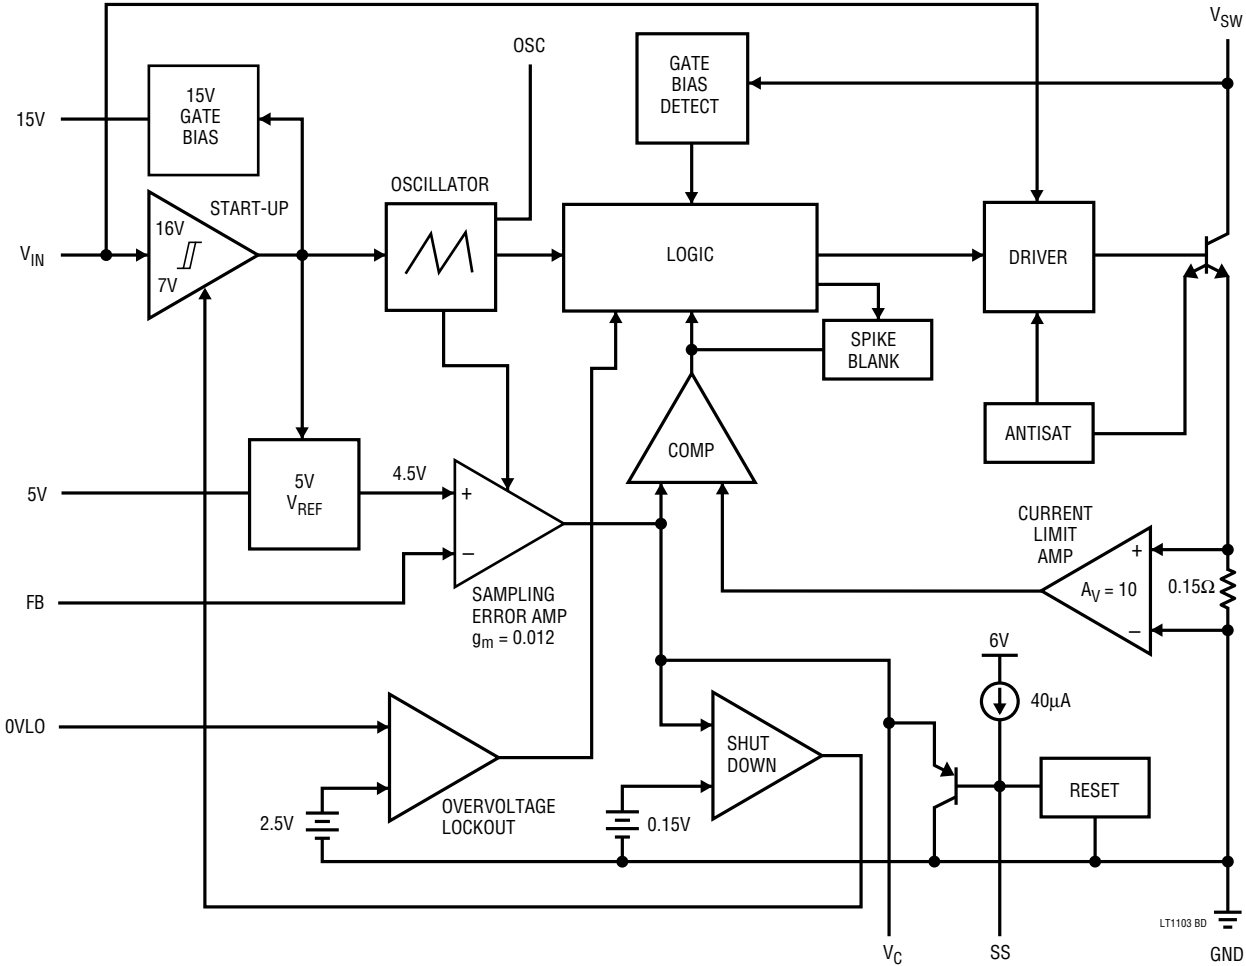 V_SW
OSC
GATE
BIAS
DETECT
15V
15V
GATE
BIAS
OSCILLATOR
START-UP
16V
7V
V_IN
LOGIC
DRIVER
SPIKE
BLANK
ANTISAT
COMP
5V
5V
V_REF
4.5V
+
–
CURRENT
LIMIT
AMP
+
A_V = 10
–
0.15Ω
FB
SAMPLING
ERROR AMP
g_m = 0.012
6V
40µA
0VLO
SHUT
DOWN
RESET
2.5V
OVERVOLTAGE
LOCKOUT
0.15V
LT1103 BD
V_C
SS
GND